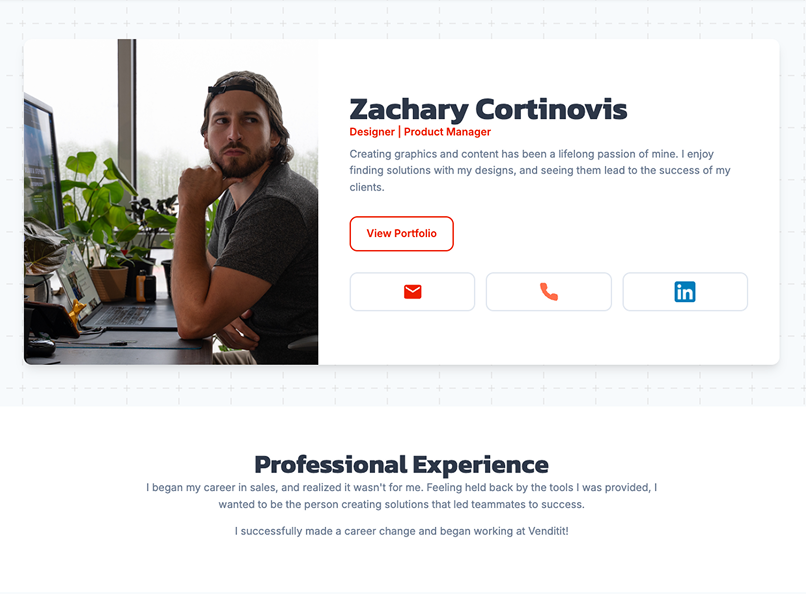 Zachary Cortinovis
Designer | Product Manager
Creating graphics and content has been a lifelong passion of mine. I enjoy
finding solutions with my designs, and seeing them lead to the success of my
clients.
View Portfolio
in
Professional Experience
I began my career in sales, and realized it wasn't for me. Feeling held back by the tools I was provided, I
wanted to be the person creating solutions that led teammates to success.
I successfully made a career change and began working at Venditit!